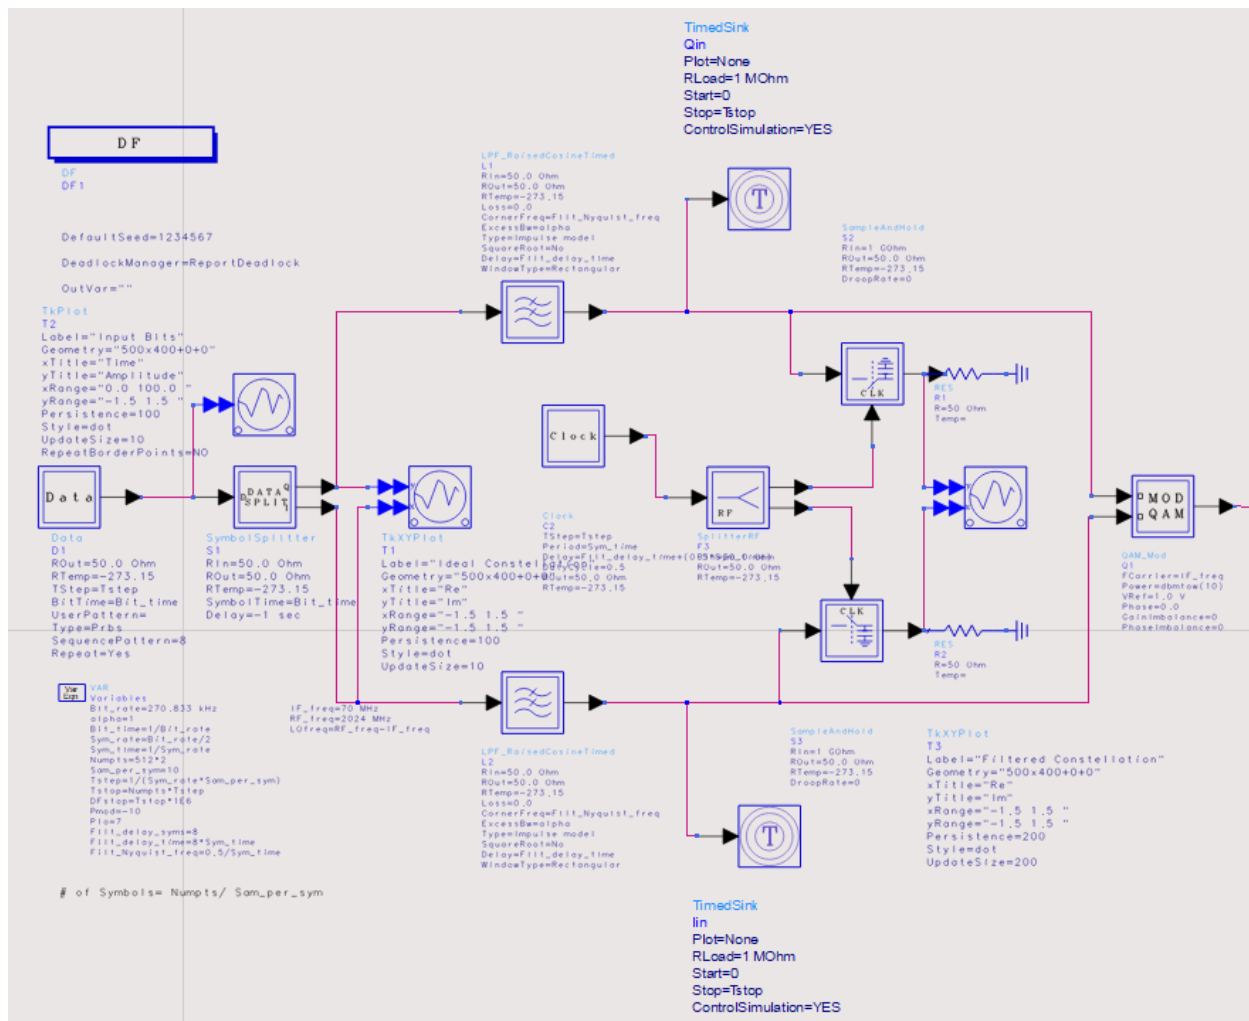 TimedSink
Qin
Plot=None
RLoad=1 MOhm
Start=0
Stop=Tstop
ControlSimulation=YES
DF
DF
DF1
DefaultSeed=1234567
DeadlockManager=ReportDeadlock
OutVar=""
TkPlot
T2
Label="Input Bits"
Geometry="500x400+0+0"
xTitle="Time"
yTitle="Amplitude"
xRange="0.0 100.0 "
yRange="-1.5 1.5 "
Persistence=100
Style=dot
UpdateSize=10
RepeatBorderPoints=NO
LPF_RaisedCosineTimed
L1
RIn=50.0 Ohm
ROut=50.0 Ohm
RTemp=-273.15
Loss=0.0
CornerFreq=Filt_Nyquist_freq
ExcessBw=alpha
Type=Impulse model
SquareRoot=No
Delay=Filt_delay_time
WindowType=Rectangular
SampleAndHold
S2
RIn=1 GOhm
ROut=50.0 Ohm
RTemp=-273.15
DroopRate=0
CLK
RES
R1
R=50 Ohm
Temp=
Clock
Data
DATA
SPLIT
Q
I
y
x
RF
y
x
MOD
QAM
Data
D1
ROut=50.0 Ohm
RTemp=-273.15
TStep=Tstep
BitTime=Bit_time
UserPattern=
Type=Prbs
SequencePattern=8
Repeat=Yes
SymbolSplitter
S1
RIn=50.0 Ohm
ROut=50.0 Ohm
RTemp=-273.15
SymbolTime=Bit_time
Delay=-1 sec
TkXYPlot
T1
Label="Ideal Constellation
Geometry="500x400+0+0"
xTitle="Re"
yTitle="Im"
xRange="-1.5 1.5 "
yRange="-1.5 1.5 "
Persistence=100
Style=dot
UpdateSize=10
Clock
C2
TStep=Tstep
Period=Sym_time
Delay=Filt_delay_time+(0.5*Sym_time)
ROut=50.0 Ohm
RTemp=-273.15
SplitterRF
F3
ROut=50.0 Ohm
RTemp=-273.15
CLK
RES
R2
R=50 Ohm
Temp=
QAM_Mod
Q1
FCarrier=IF_freq
Power=dbmtow(10)
VRef=1.0 V
Phase=0.0
GainImbalance=0
PhaseImbalance=0
Var
Eqn
VAR
Variables
Bit_rate=270.833 kHz
alpha=1
Bit_time=1/Bit_rate
Sym_rate=Bit_rate/2
Sym_time=1/Sym_rate
Numpts=512*2
Sam_per_sym=10
Tstep=1/(Sym_rate*Sam_per_sym)
Tstop=Numpts*Tstep
DFstop=Tstop*1E6
Pmod=-10
Plo=7
Filt_delay_syms=8
Filt_delay_time=8*Sym_time
Filt_Nyquist_freq=0.5/Sym_time
IF_freq=70 MHz
RF_freq=2024 MHz
LOfreq=RF_freq-IF_freq
# of Symbols= Numpts/ Sam_per_sym
LPF_RaisedCosineTimed
L2
RIn=50.0 Ohm
ROut=50.0 Ohm
RTemp=-273.15
Loss=0.0
CornerFreq=Filt_Nyquist_freq
ExcessBw=alpha
Type=Impulse model
SquareRoot=No
Delay=Filt_delay_time
WindowType=Rectangular
SampleAndHold
S3
RIn=1 GOhm
ROut=50.0 Ohm
RTemp=-273.15
DroopRate=0
TkXYPlot
T3
Label="Filtered Constellation"
Geometry="500x400+0+0"
xTitle="Re"
yTitle="Im"
xRange="-1.5 1.5 "
yRange="-1.5 1.5 "
Persistence=200
Style=dot
UpdateSize=200
T
T
TimedSink
Iin
Plot=None
RLoad=1 MOhm
Start=0
Stop=Tstop
ControlSimulation=YES